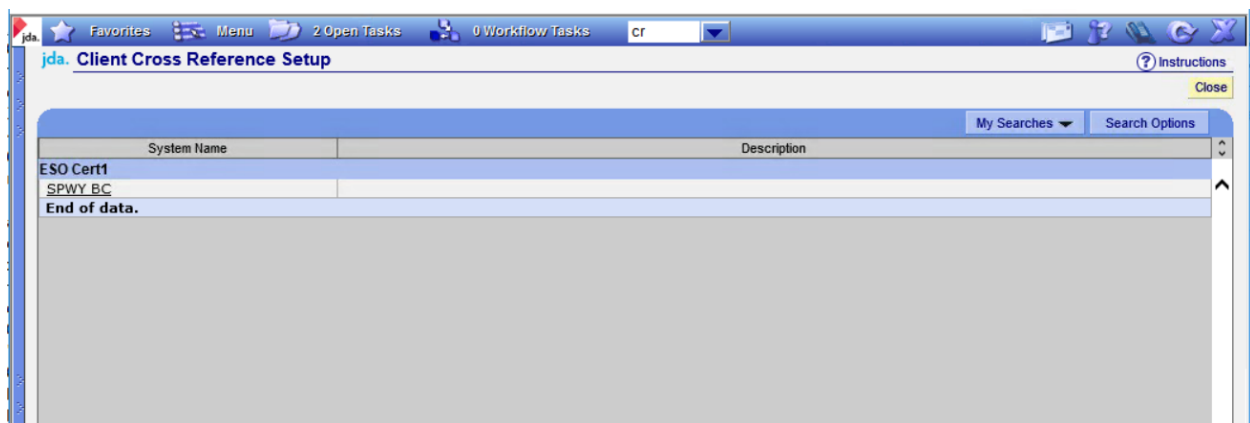 jda. Favorites Menu 2 Open Tasks 0 Workflow Tasks cr
jda. Client Cross Reference Setup ? Instructions
Close
My Searches Search Options
System Name Description
ESO Cert1
SPWY BC
End of data.